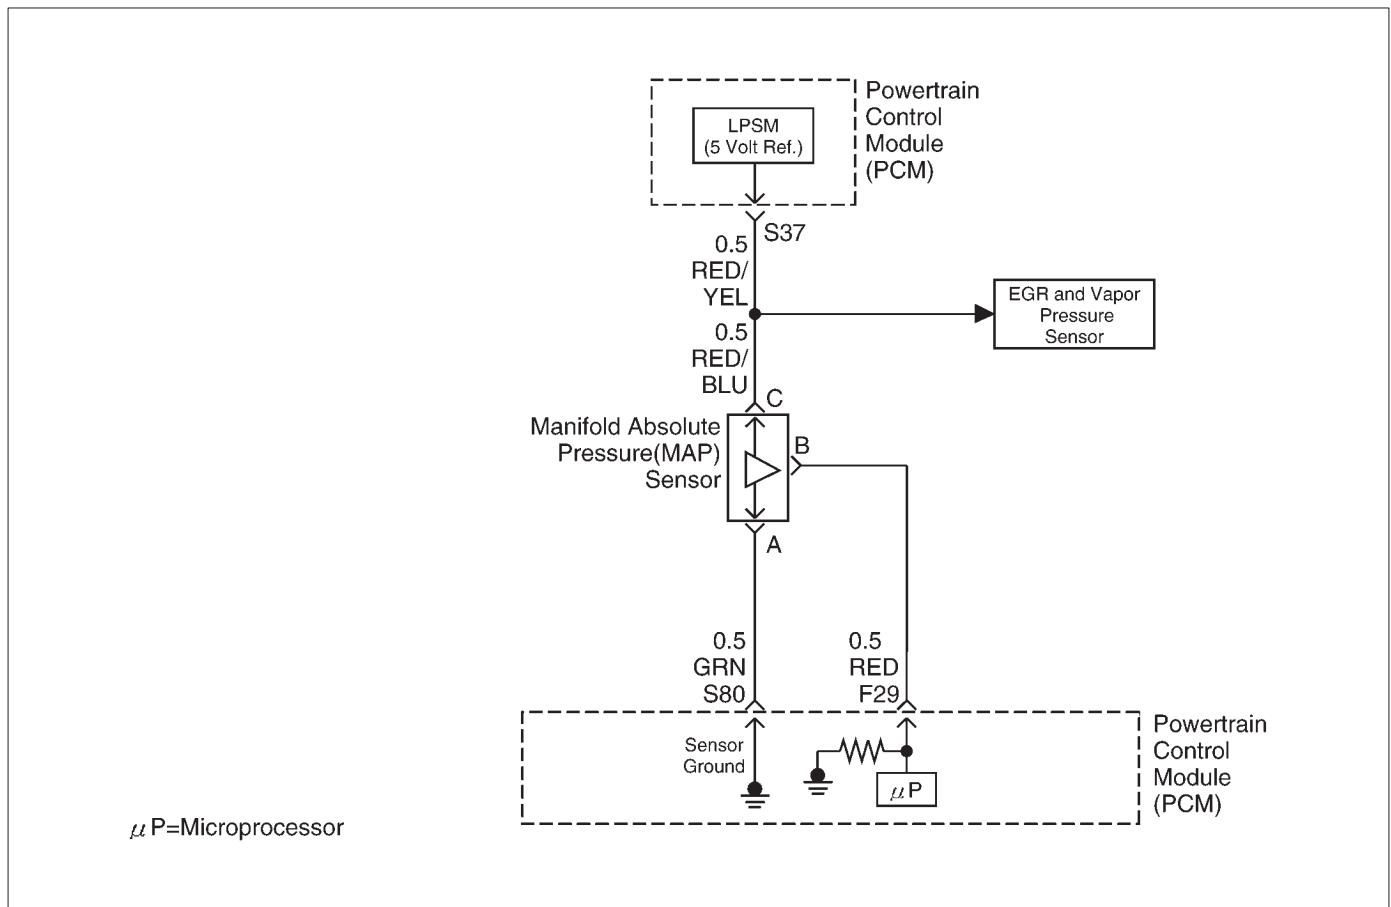 Powertrain
Control
Module
(PCM)
LPSM
(5 Volt Ref.)
S37
0.5
RED/
YEL
EGR and Vapor
Pressure
Sensor
0.5
RED/
BLU
C
Manifold Absolute
Pressure(MAP)
Sensor
B
A
0.5
GRN
S80
0.5
RED
F29
Powertrain
Control
Module
(PCM)
Sensor
Ground
μP
μP=Microprocessor